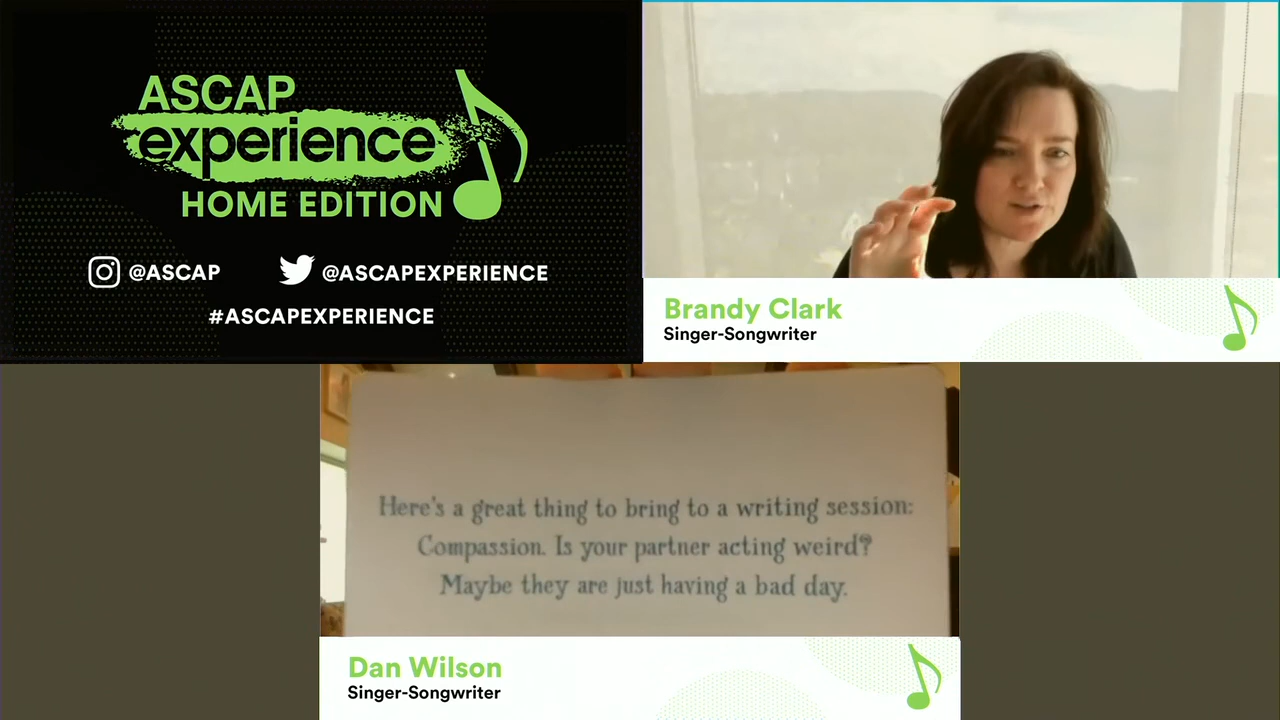 ASCAP
experience
HOME EDITION
@ASCAP
@ASCAPEXPERIENCE
#ASCAPEXPERIENCE
Brandy Clark
Singer-Songwriter
Here's a great thing to bring to a writing session:
Compassion. Is your partner acting weird?
Maybe they are just having a bad day.
Dan Wilson
Singer-Songwriter